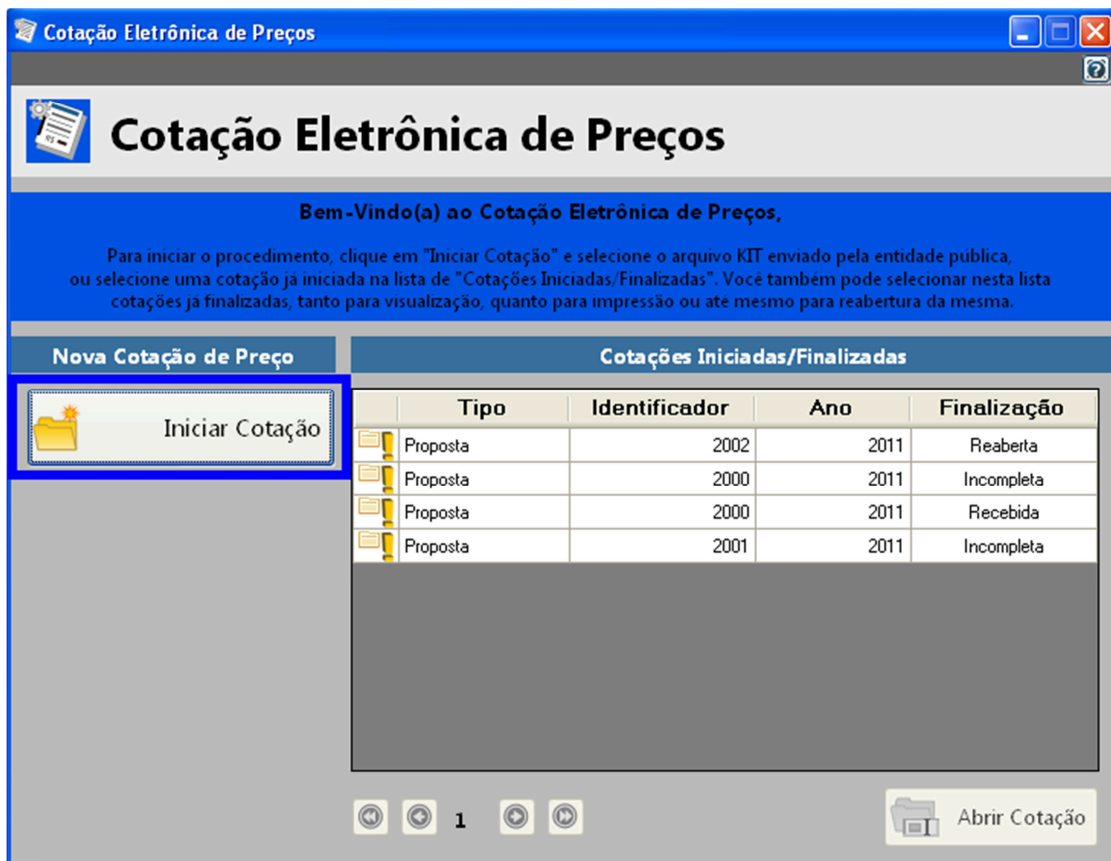 Cotação Eletrônica de Preços
Cotação Eletrônica de Preços
Bem-Vindo(a) ao Cotação Eletrônica de Preços,
Para iniciar o procedimento, clique em "Iniciar Cotação" e selecione o arquivo KIT enviado pela entidade pública,
ou selecione uma cotação já iniciada na lista de "Cotações Iniciadas/Finalizadas". Você também pode selecionar nesta lista
cotações já finalizadas, tanto para visualização, quanto para impressão ou até mesmo para reabertura da mesma.
Nova Cotação de Preço
Iniciar Cotação
Cotações Iniciadas/Finalizadas
Tipo Identificador Ano Finalização
Proposta 2002 2011 Reaberta
Proposta 2000 2011 Incompleta
Proposta 2000 2011 Recebida
Proposta 2001 2011 Incompleta
1
Abrir Cotação